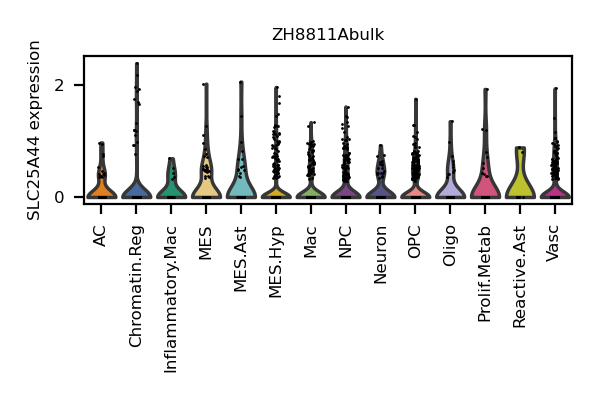 ZH8811Abulk
SLC25A44 expression
2
0
AC
Chromatin.Reg
Inflammatory.Mac
MES
MES.Ast
MES.Hyp
Mac
NPC
Neuron
OPC
Oligo
Prolif.Metab
Reactive.Ast
Vasc